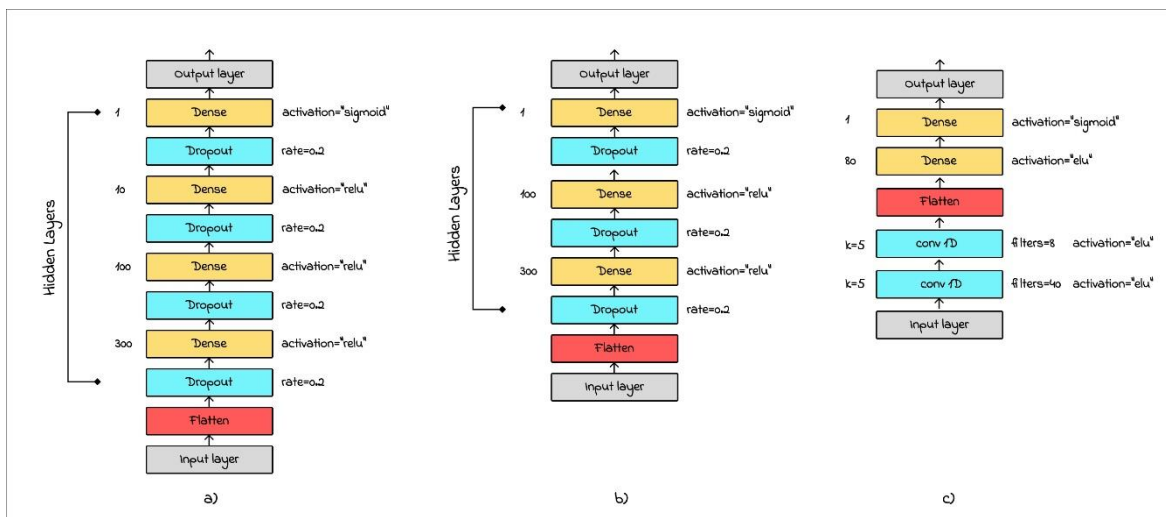 Output layer
1 Dense activation="sigmoid"
Dropout rate=0.2
10 Dense activation="relu"
Dropout rate=0.2
100 Dense activation="relu"
Dropout rate=0.2
300 Dense activation="relu"
Dropout rate=0.2
Flatten
Input layer
Hidden Layers
a)
Output layer
1 Dense activation="sigmoid"
Dropout rate=0.2
100 Dense activation="relu"
Dropout rate=0.2
300 Dense activation="relu"
Dropout rate=0.2
Flatten
Input layer
Hidden Layers
b)
Output layer
1 Dense activation="sigmoid"
80 Dense activation="elu"
Flatten
k=5 conv 1D filters=8 activation="elu"
k=5 conv 1D filters=40 activation="elu"
Input layer
c)